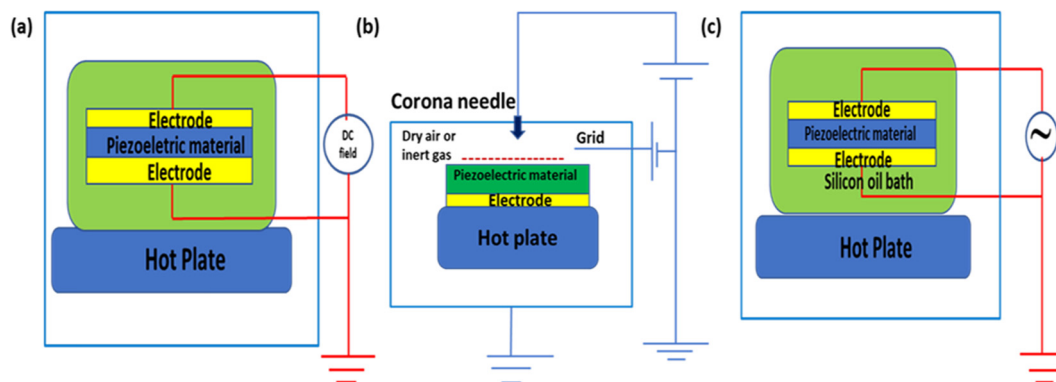 (a)
Electrode
Piezoeletric material
Electrode
DC
field
Hot Plate
(b)
Corona needle
Dry air or
inert gas
Grid
Piezoelectric material
Electrode
Hot plate
(c)
Electrode
Piezoelectric material
Electrode
Silicon oil bath
~
Hot Plate